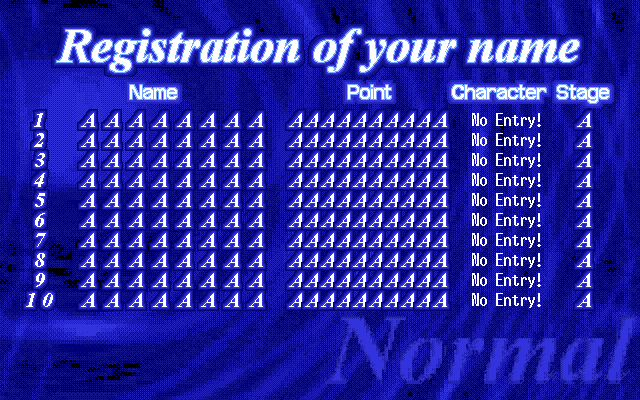 Registration of your name
Name Point Character Stage
1 A A A A A A A A AAAAAAAAAA No Entry! A
2 A A A A A A A A AAAAAAAAAA No Entry! A
3 A A A A A A A A AAAAAAAAAA No Entry! A
4 A A A A A A A A AAAAAAAAAA No Entry! A
5 A A A A A A A A AAAAAAAAAA No Entry! A
6 A A A A A A A A AAAAAAAAAA No Entry! A
7 A A A A A A A A AAAAAAAAAA No Entry! A
8 A A A A A A A A AAAAAAAAAA No Entry! A
9 A A A A A A A A AAAAAAAAAA No Entry! A
10 A A A A A A A A AAAAAAAAAA No Entry! A
Normal